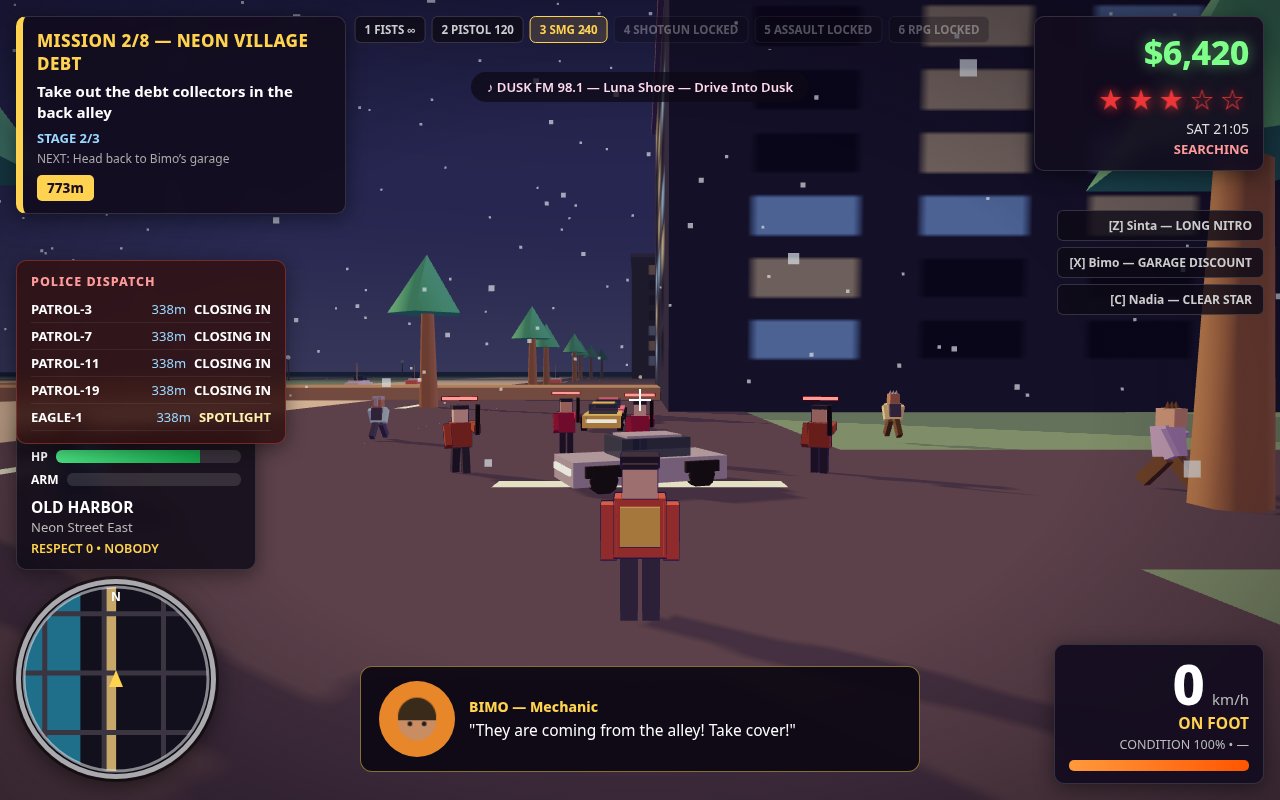 MISSION 2/8 — NEON VILLAGE
DEBT
Take out the debt collectors in the
back alley
STAGE 2/3
NEXT: Head back to Bimo’s garage
773m
1 FISTS ∞
2 PISTOL 120
3 SMG 240
4 SHOTGUN LOCKED
5 ASSAULT LOCKED
6 RPG LOCKED
♪ DUSK FM 98.1 — Luna Shore — Drive Into Dusk
$6,420
★ ★ ★ ☆ ☆
SAT 21:05
SEARCHING
[Z] Sinta — LONG NITRO
[X] Bimo — GARAGE DISCOUNT
[C] Nadia — CLEAR STAR
POLICE DISPATCH
PATROL-3 338m CLOSING IN
PATROL-7 338m CLOSING IN
PATROL-11 338m CLOSING IN
PATROL-19 338m CLOSING IN
EAGLE-1 338m SPOTLIGHT
HP
ARM
OLD HARBOR
Neon Street East
RESPECT 0 • NOBODY
N
BIMO — Mechanic
"They are coming from the alley! Take cover!"
0 km/h
ON FOOT
CONDITION 100% • —